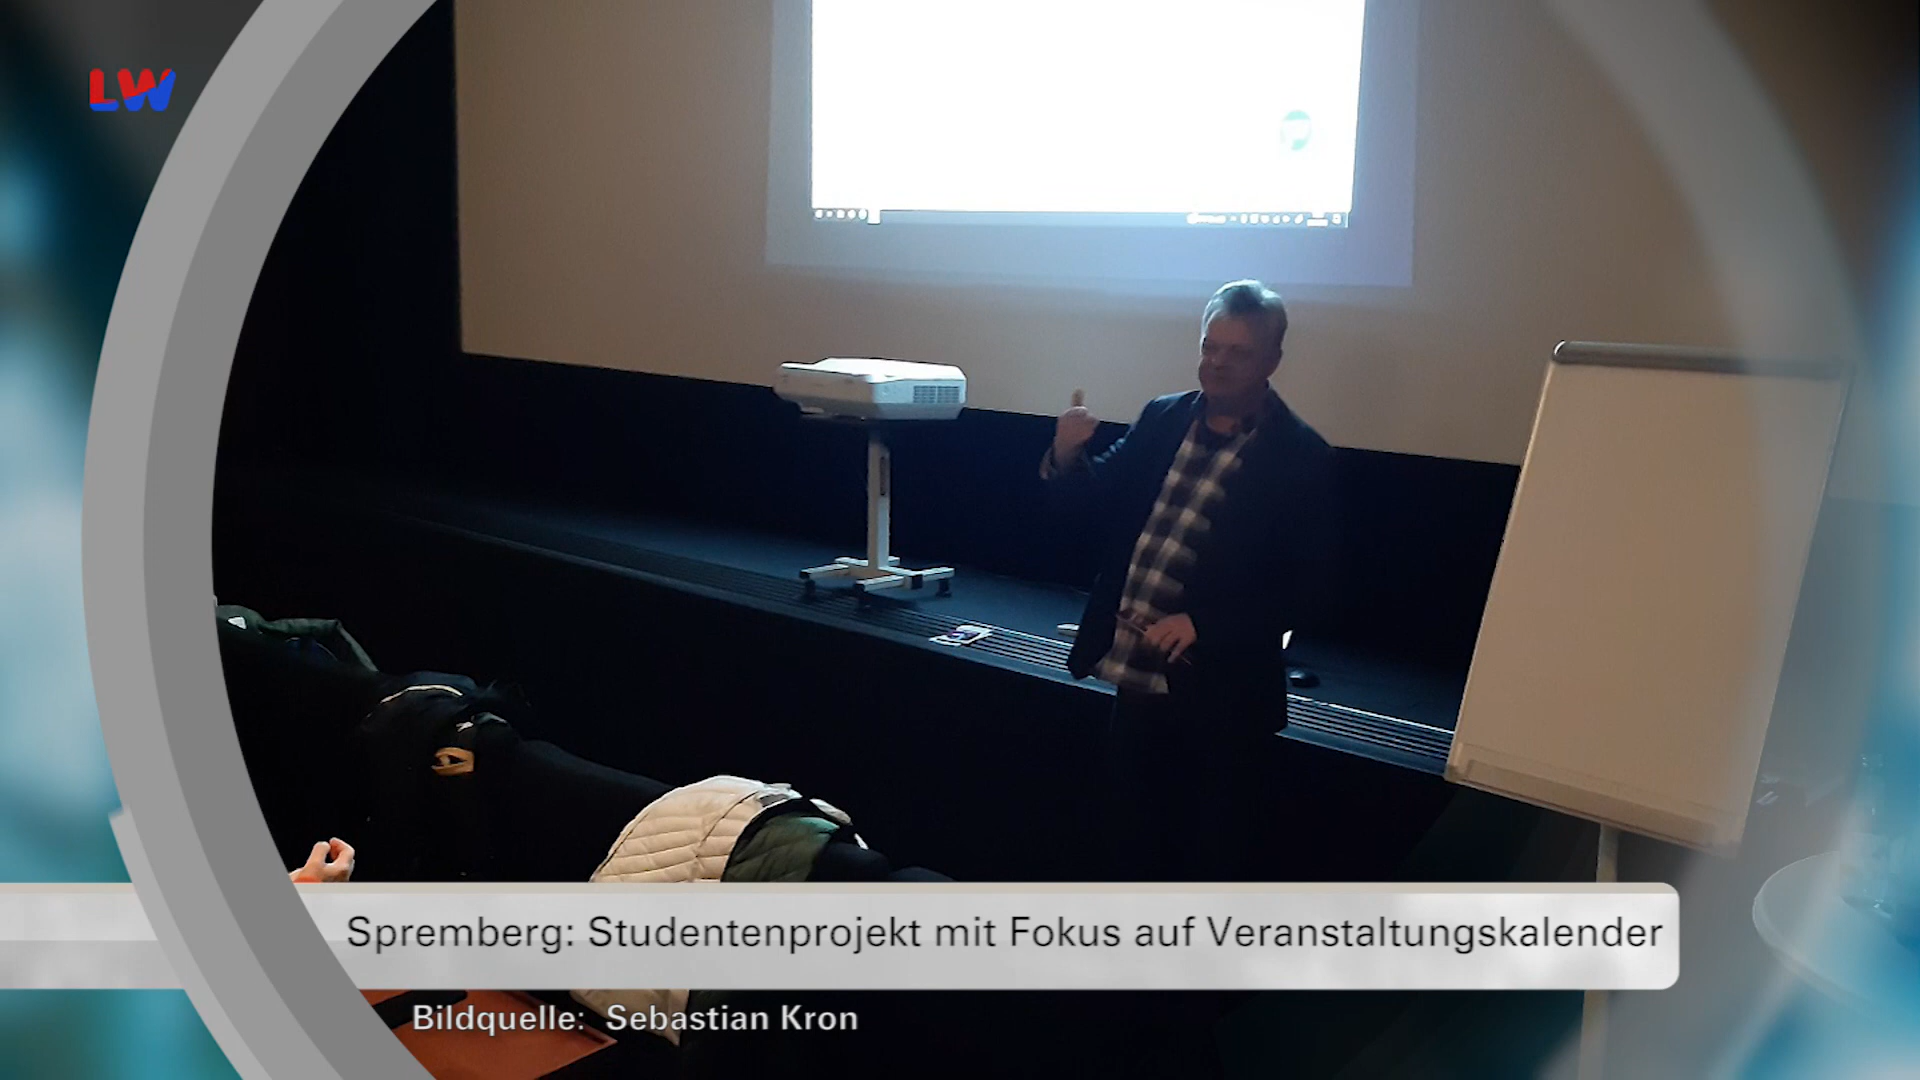 LW
Spremberg: Studentenprojekt mit Fokus auf Veranstaltungskalender
Bildquelle: Sebastian Kron